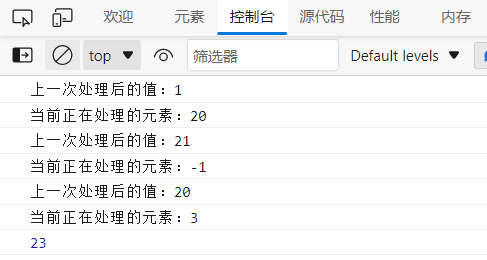 欢迎 元素 控制台 源代码 性能 内存
top 筛选器 Default levels
上一次处理后的值：1
当前正在处理的元素：20
上一次处理后的值：21
当前正在处理的元素：-1
上一次处理后的值：20
当前正在处理的元素：3
23